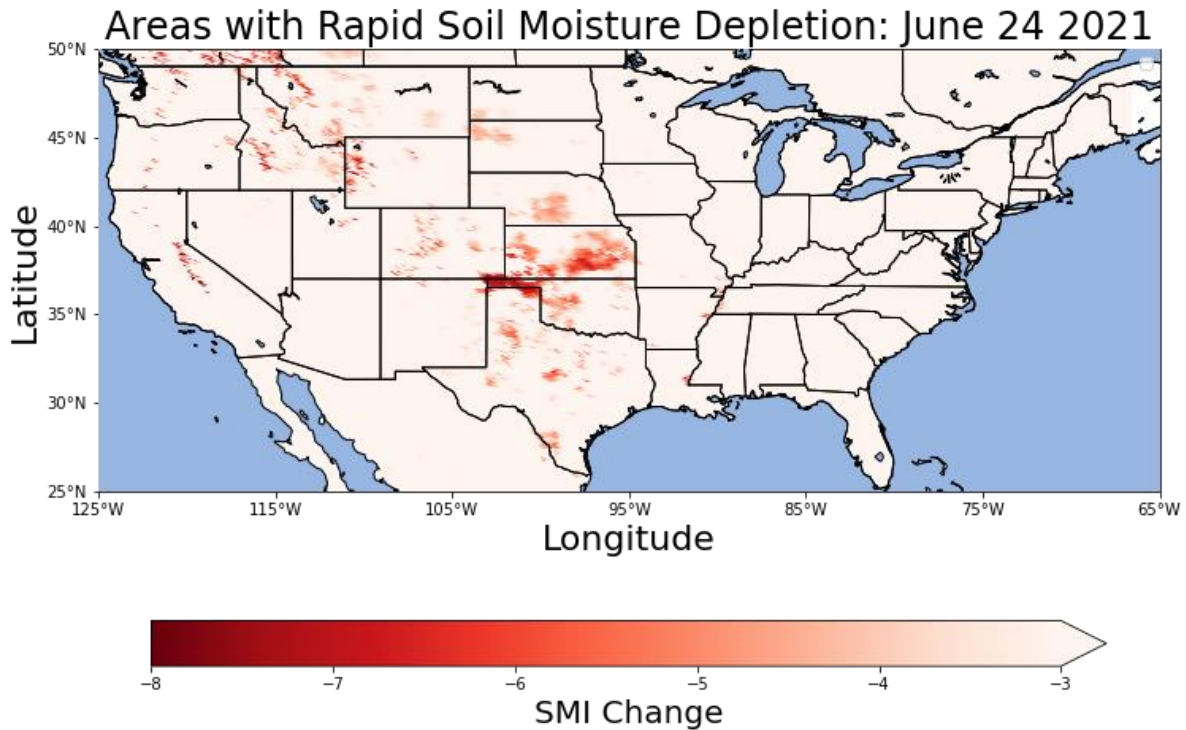 Areas with Rapid Soil Moisture Depletion: June 24 2021
50°N
45°N
40°N
35°N
30°N
25°N
Latitude
125°W 115°W 105°W 95°W 85°W 75°W 65°W
Longitude
−8 −7 −6 −5 −4 −3
SMI Change